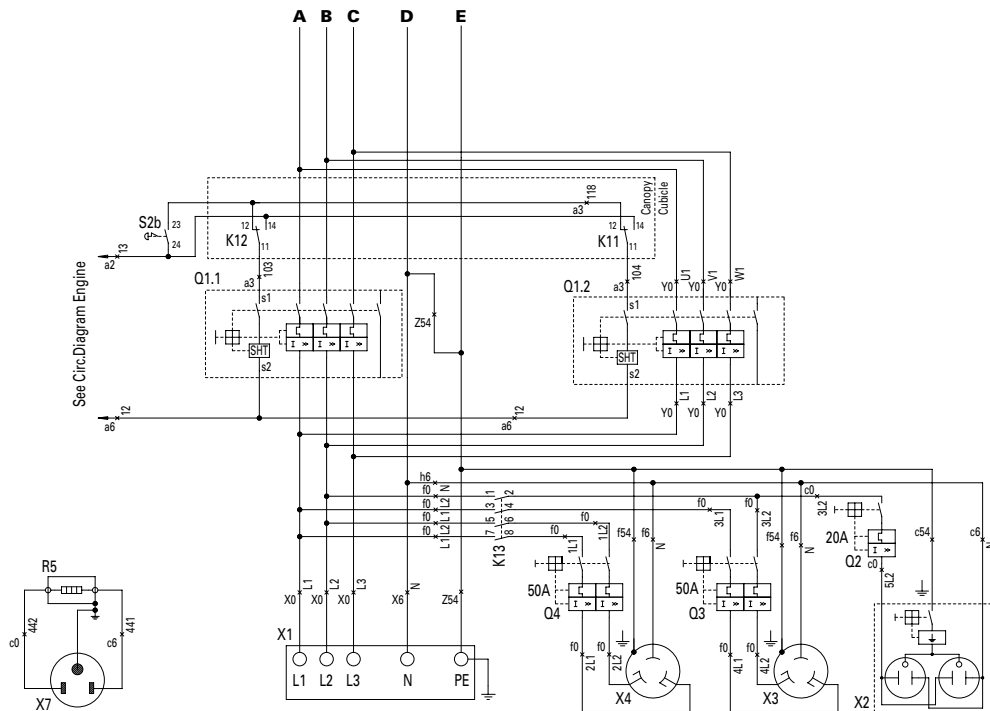 A B C D E
Canopy
Cubicle
118
a3
S2b
23
24
12 14
K12
11
12 14
K11
11
13
a2
103
a3
104
a3
Q1.1
s1
SHT
s2
I >> I >> I >>
Z54
Q1.2
Y0 U1
Y0 V1
Y0 W1
s1
SHT
s2
I >> I >> I >>
L1 L2 L3
Y0 Y0 Y0
See Circ.Diagram Engine
12
a6
12
a6
h6 N
f0 L2
f0 L1
f0 L2
f0 L1
1 2
3 4
5 6
7 8
K13
f0 1L1
f0 1L2
f54
f6
N
f0 3L1
f0 3L2
f54
f6
N
c0
3L2
20A
Q2
I >>
c0
5L2
c54
c6
N
50A
Q4
I >> I >>
50A
Q3
I >> I >>
R5
442
c0
441
c6
X7
X0 L1
X0 L2
X0 L3
X6 N
Z54
X1
L1 L2 L3 N PE
f0 2L1
f0 2L2
X4
f0 4L1
f0 4L2
X3
X2